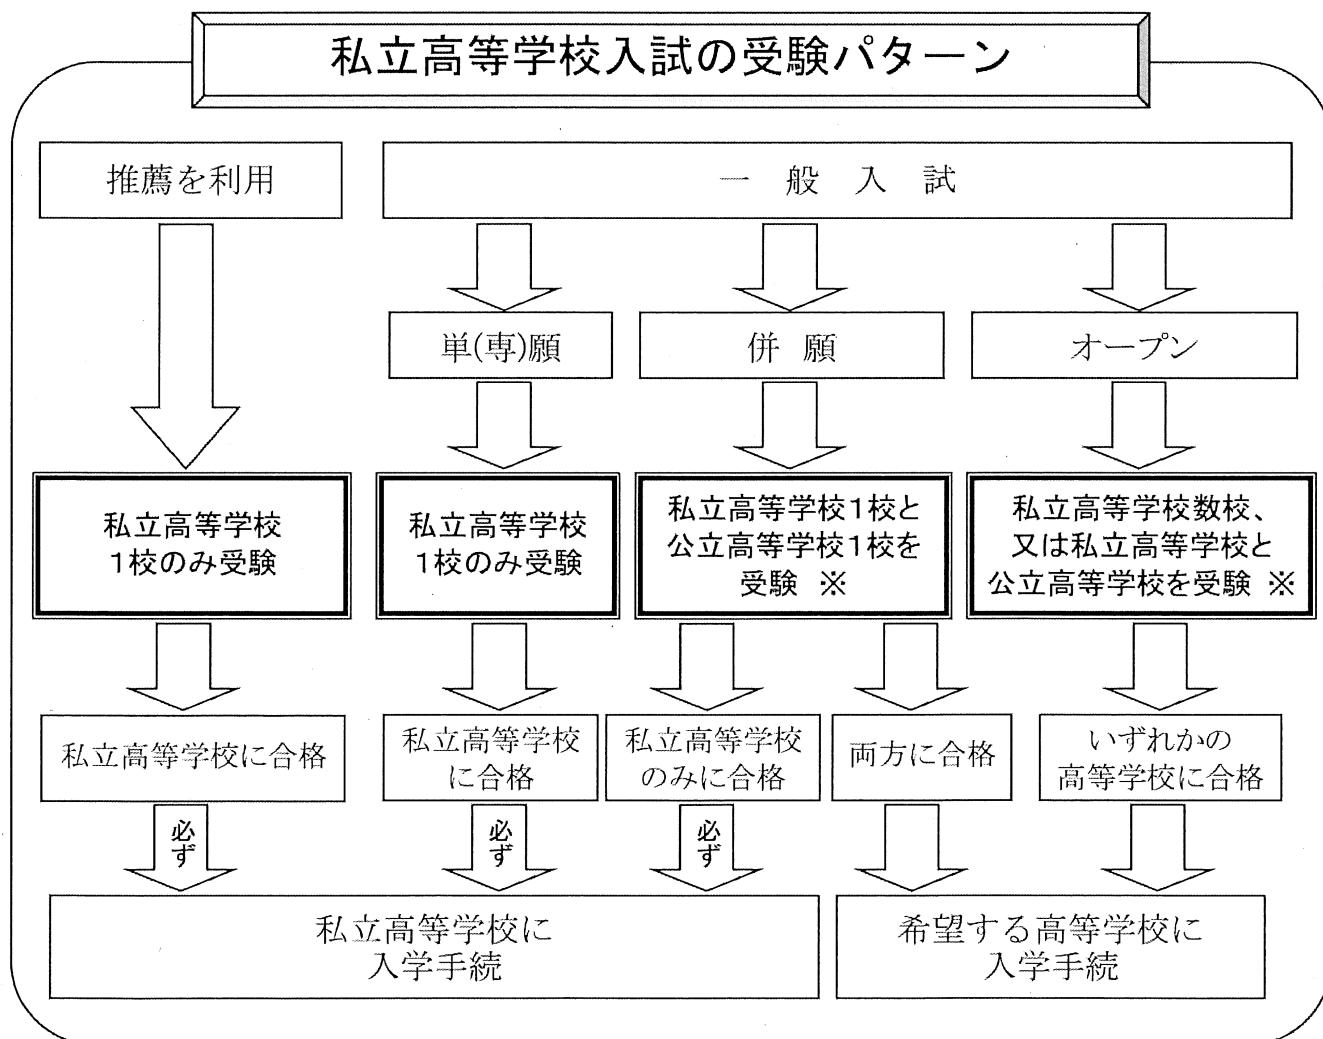 私立高等学校入試の受験パターン
推薦を利用
一般入試
単(専)願
併願
オープン
私立高等学校
1校のみ受験
私立高等学校
1校のみ受験
私立高等学校1校と
公立高等学校1校を
受験 ※
私立高等学校数校、
又は私立高等学校と
公立高等学校を受験 ※
私立高等学校に合格
私立高等学校
に合格
私立高等学校
のみに合格
両方に合格
いずれかの
高等学校に合格
必ず
必ず
必ず
私立高等学校に
入学手続
希望する高等学校に
入学手続